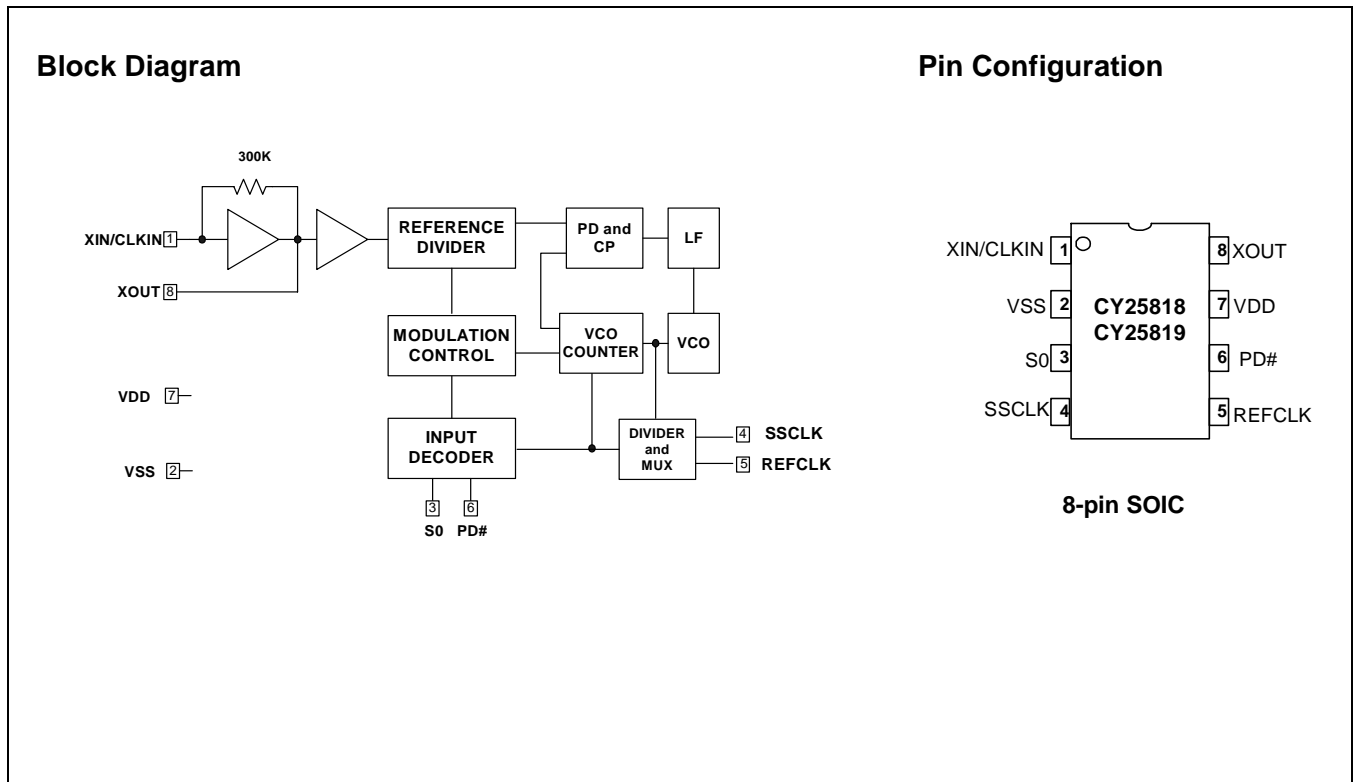 Block Diagram
Pin Configuration
300K
XIN/CLKIN 1
XOUT 8
REFERENCE
DIVIDER
PD and
CP
LF
MODULATION
CONTROL
VCO
COUNTER
VCO
VDD 7
VSS 2
INPUT
DECODER
DIVIDER
and
MUX
4 SSCLK
5 REFCLK
3 6
S0 PD#
XIN/CLKIN 1
8 XOUT
VSS 2
7 VDD
CY25818
CY25819
S0 3
6 PD#
SSCLK 4
5 REFCLK
8-pin SOIC